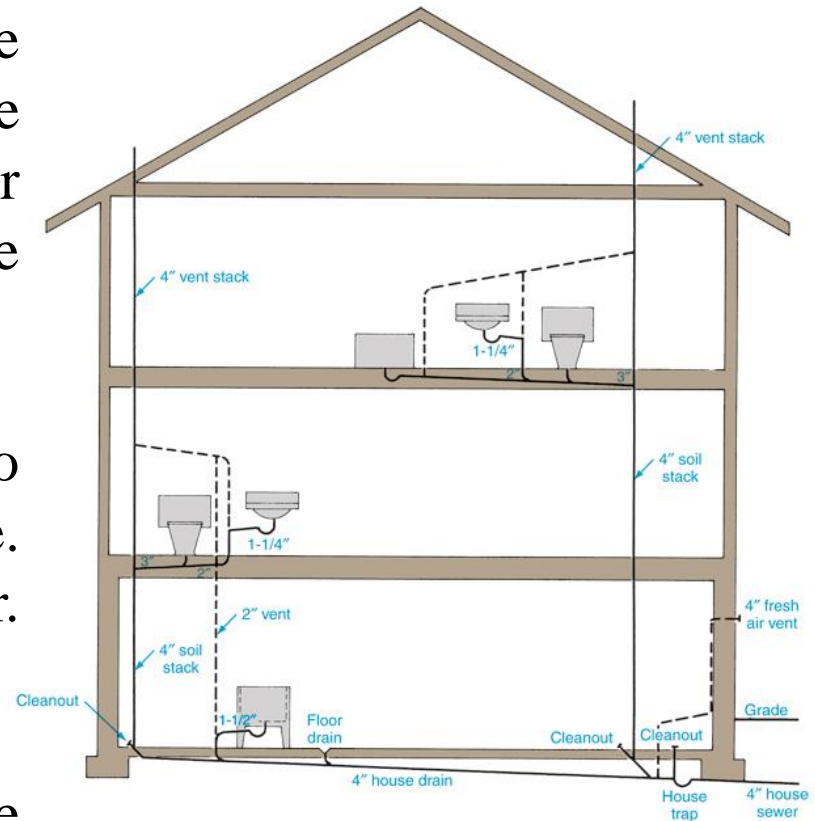 e
e
r
e
o
e.
r.
e
4″ vent stack
4″ vent stack
1-1/4″
2″
3″
4″ soil
stack
1-1/4″
3″
2″
2″ vent
4″ fresh
air vent
4″ soil
stack
Cleanout
1-1/2″
Floor
drain
Grade
Cleanout
Cleanout
4″ house drain
House
trap
4″ house
sewer